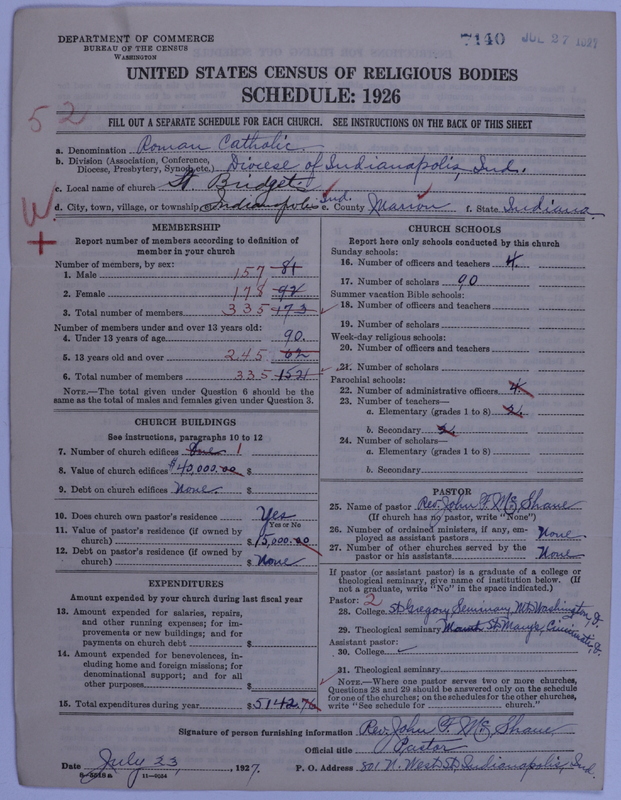 DEPARTMENT OF COMMERCE
BUREAU OF THE CENSUS
WASHINGTON
7140 JUL 27 1927
UNITED STATES CENSUS OF RELIGIOUS BODIES
SCHEDULE: 1926
52
FILL OUT A SEPARATE SCHEDULE FOR EACH CHURCH. SEE INSTRUCTIONS ON THE BACK OF THIS SHEET
a. Denomination Roman Catholic
b. Division (Association, Conference, Diocese, Presbytery, Synod, etc.) Diocese of Indianapolis, Ind.
c. Local name of church St. Bridget
d. City, town, village, or township Indianapolis Ind. e. County Marion f. State Indiana
W
+
MEMBERSHIP
Report number of members according to definition of
member in your church
Number of members, by sex:
1. Male 157 81
2. Female 178 92
3. Total number of members 335 173
Number of members under and over 13 years old:
4. Under 13 years of age 90.
5. 13 years old and over 245 62
6. Total number of members 335 152
NOTE.—The total given under Question 6 should be
same as the total of males and females given under Question 3.
CHURCH BUILDINGS
See instructions, paragraphs 10 to 12
7. Number of church edifices One 1
8. Value of church edifices $40,000.00 $
9. Debt on church edifices None. $
10. Does church own pastor's residence Yes
Yes or No
11. Value of pastor's residence (if owned by
church) $ 5,000.00
12. Debt on pastor's residence (if owned by
church) $ None
EXPENDITURES
Amount expended by your church during last fiscal year
13. Amount expended for salaries, repairs,
and other running expenses; for im-
provements or new buildings; and for
payments on church debt $
14. Amount expended for benevolences, in-
cluding home and foreign missions; for
denominational support; and for all
other purposes $
15. Total expenditures during year $5142.76
CHURCH SCHOOLS
Report here only schools conducted by this church
Sunday schools:
16. Number of officers and teachers 4.
17. Number of scholars 90
Summer vacation Bible schools:
18. Number of officers and teachers
19. Number of scholars
Week-day religious schools:
20. Number of officers and teachers
21. Number of scholars
Parochial schools:
22. Number of administrative officers 4.
23. Number of teachers—
a. Elementary (grades 1 to 8) 2.
b. Secondary 2
24. Number of scholars—
a. Elementary (grades 1 to 8)
b. Secondary
PASTOR
25. Name of pastor Rev. John F. McShane
(If church has no pastor, write "None")
26. Number of ordained ministers, if any, em-
ployed as assistant pastors None
27. Number of other churches served by the
pastor or his assistants None
If pastor (or assistant pastor) is a graduate of a college or
theological seminary, give name of institution below. (If
not a graduate, write "No" in the space indicated.)
Pastor: 2
28. College St. Gregory Seminary Mt. Washington, O.
29. Theological seminary Mount St. Mary's, Cincinnati, O.
Assistant pastor:
30. College
31. Theological seminary
NOTE.—Where one pastor serves two or more churches,
Questions 28 and 29 should be answered only on the schedule
for one of the churches; on the schedules for the other churches,
write "See schedule for church."
Signature of person furnishing information Rev. John F. McShane
Official title Pastor
Date July 23, 1927. P. O. Address 801 N. West St., Indianapolis, Ind.
8-5018a 11-8604